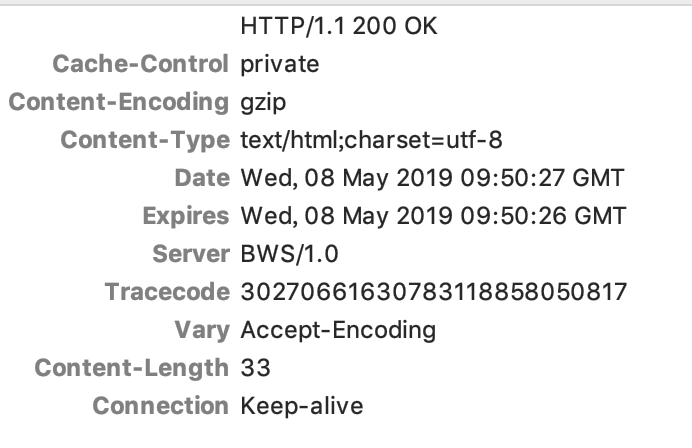 HTTP/1.1 200 OK
Cache-Control private
Content-Encoding gzip
Content-Type text/html;charset=utf-8
Date Wed, 08 May 2019 09:50:27 GMT
Expires Wed, 08 May 2019 09:50:26 GMT
Server BWS/1.0
Tracecode 30270661630783118858050817
Vary Accept-Encoding
Content-Length 33
Connection Keep-alive